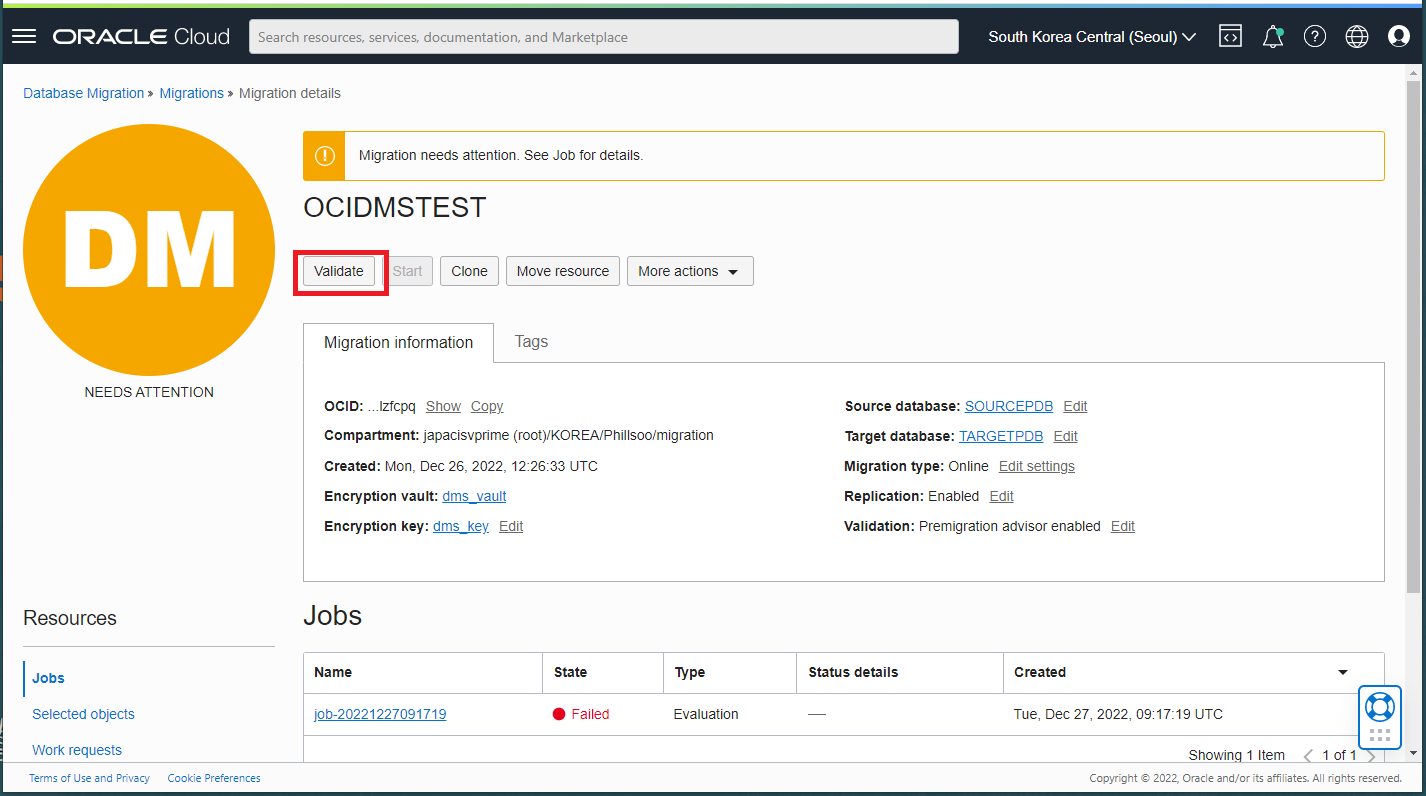 ORACLE Cloud
Search resources, services, documentation, and Marketplace
South Korea Central (Seoul)
Database Migration » Migrations » Migration details
DM
NEEDS ATTENTION
Migration needs attention. See Job for details.
OCIDMSTEST
Validate Start Clone Move resource More actions
Migration information Tags
OCID: ...lzfcpq Show Copy
Compartment: japacisvprime (root)/KOREA/Phillsoo/migration
Created: Mon, Dec 26, 2022, 12:26:33 UTC
Encryption vault: dms_vault
Encryption key: dms_key Edit
Source database: SOURCEPDB Edit
Target database: TARGETPDB Edit
Migration type: Online Edit settings
Replication: Enabled Edit
Validation: Premigration advisor enabled Edit
Resources
Jobs
Selected objects
Work requests
Jobs
Name State Type Status details Created
job-20221227091719 Failed Evaluation — Tue, Dec 27, 2022, 09:17:19 UTC
Showing 1 Item 1 of 1
Terms of Use and Privacy Cookie Preferences
Copyright © 2022, Oracle and/or its affiliates. All rights reserved.